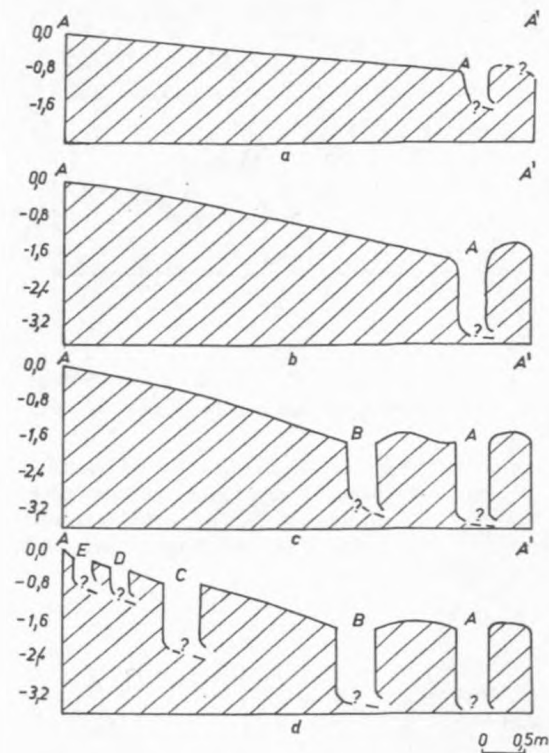 A A'
0,0
-0,8 A ?
-1,6 ?
a
A A'
0,0
-0,8
-1,6 A
-2,4
-3,2 ?
b
A A'
0,0
-0,8
-1,6 B A
-2,4
-3,2 ? ?
c
A A'
0,0 E D
-0,8 ? ? C
-1,6 B A
-2,4 ?
-3,2 ? ?
d
0 0,5m